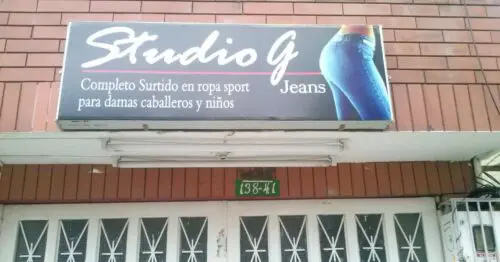 Studio G
Jeans
Completo Surtido en ropa sport
para damas caballeros y niños
138-41